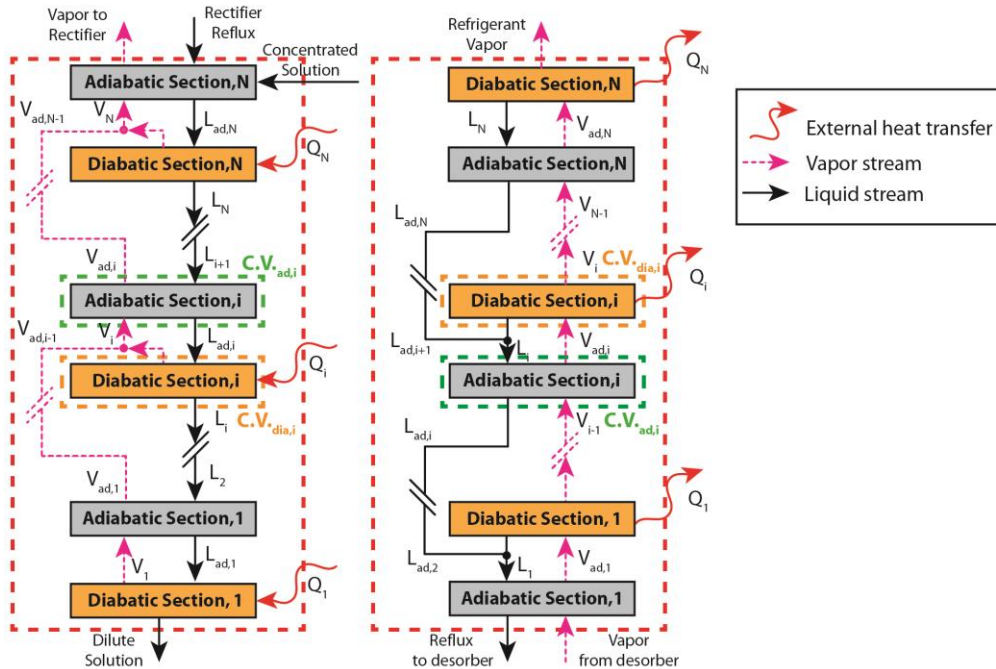 Vapor to
Rectifier
Rectifier
Reflux
Concentrated
Solution
Adiabatic Section,N
V_ad,N-1
V_N
L_ad,N
Q_N
Diabatic Section,N
L_N
L_i+1
V_ad,i
C.V._ad,i
Adiabatic Section,i
V_ad,i-1
V_i
L_ad,i
Q_i
Diabatic Section,i
C.V._dia,i
L_i
L_2
V_ad,1
Adiabatic Section,1
V_1
L_ad,1
Q_1
Diabatic Section, 1
Dilute
Solution
Refrigerant
Vapor
Q_N
Diabatic Section,N
L_N
V_ad,N
Adiabatic Section,N
L_ad,N
V_N-1
V_i
C.V._dia,i
Q_i
Diabatic Section,i
L_ad,i+1
L_i
V_ad,i
Adiabatic Section,i
V_i-1
C.V._ad,i
L_ad,i
Q_1
Diabatic Section, 1
L_ad,2
L_1
V_ad,1
Adiabatic Section,1
Reflux
to desorber
Vapor
from desorber
External heat transfer
Vapor stream
Liquid stream